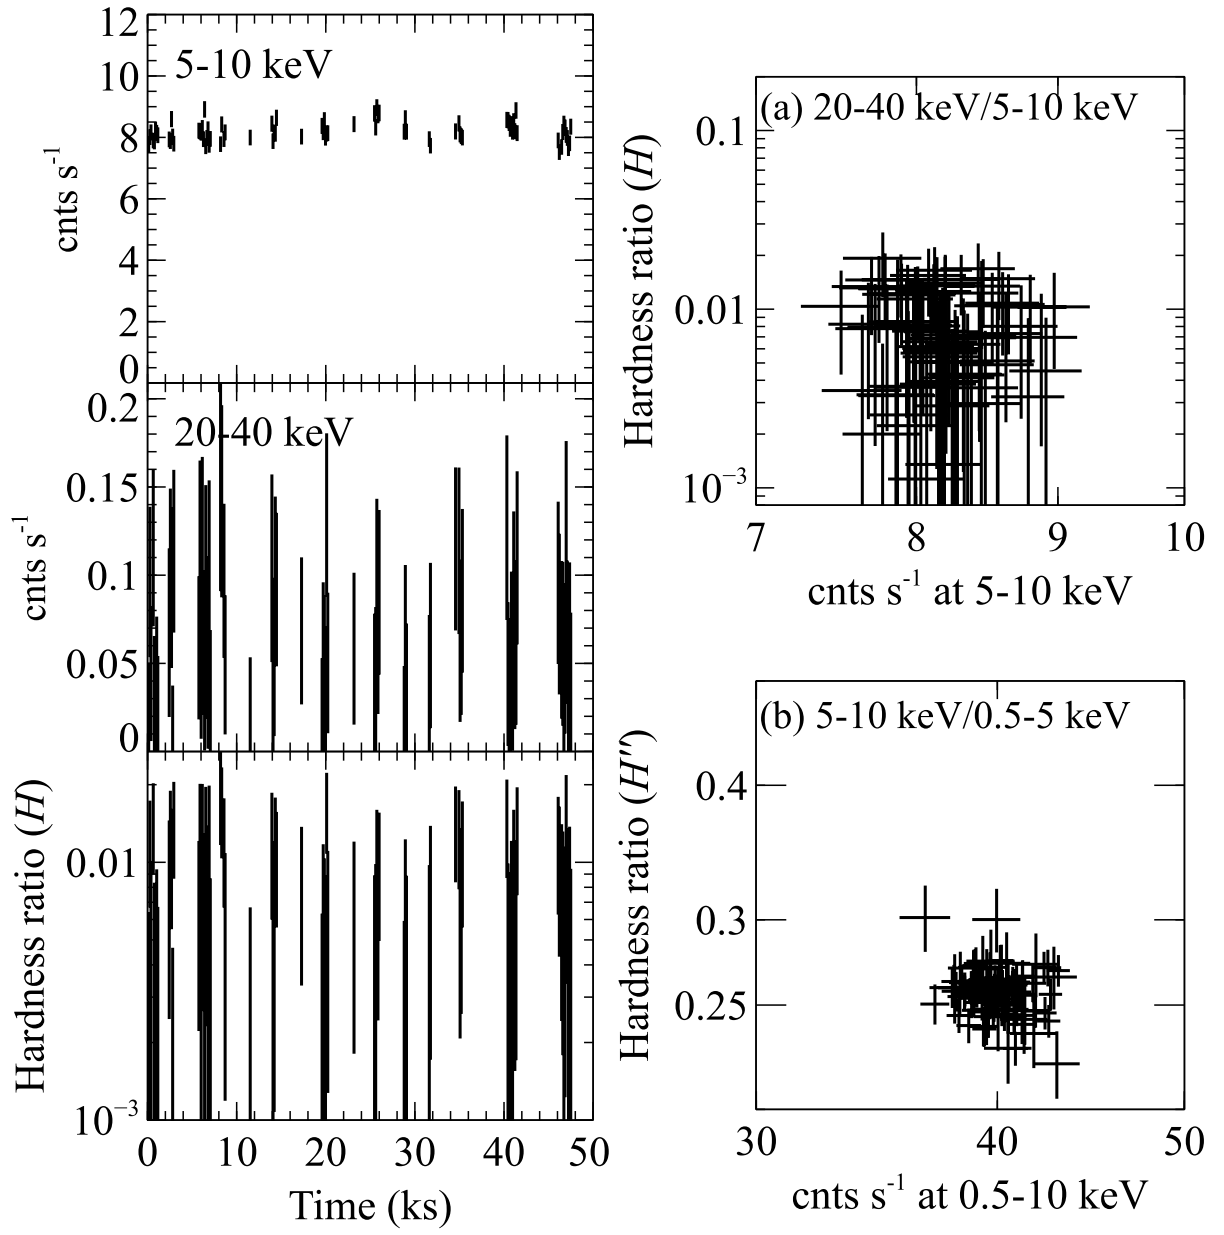 12
5-10 keV
10
8
6
4
2
0
cnts s⁻¹
0.2
20-40 keV
0.15
0.1
0.05
0
cnts s⁻¹
0.01
10⁻³
Hardness ratio (H)
0 10 20 30 40 50
Time (ks)
(a) 20-40 keV/5-10 keV
0.1
0.01
10⁻³
Hardness ratio (H)
7 8 9 10
cnts s⁻¹ at 5-10 keV
(b) 5-10 keV/0.5-5 keV
0.4
0.3
0.25
Hardness ratio (H″)
30 40 50
cnts s⁻¹ at 0.5-10 keV